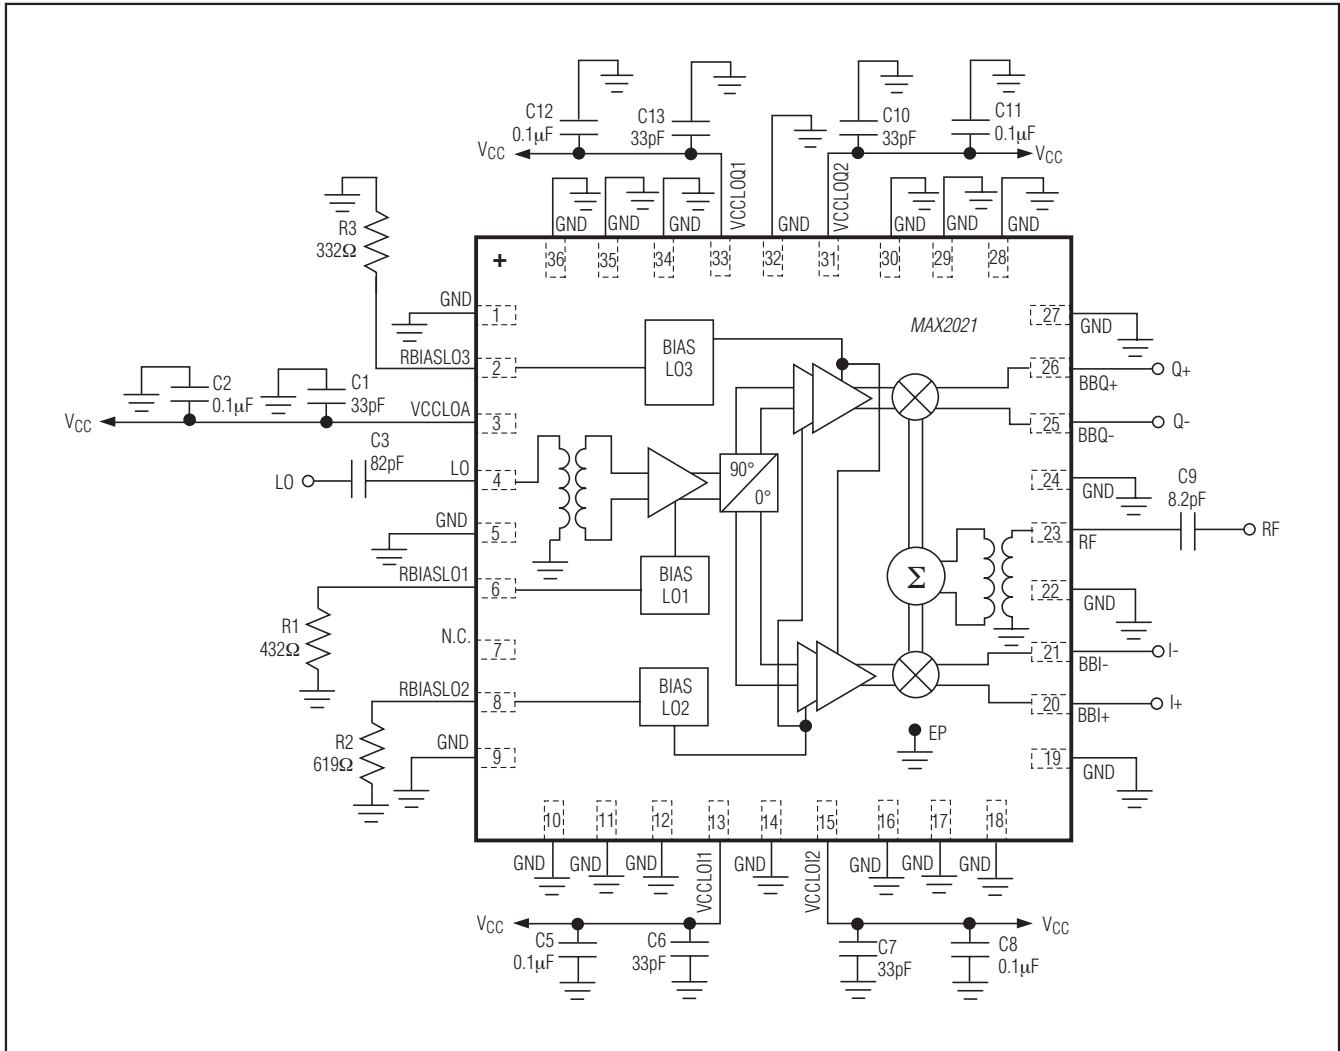 C12
0.1µF
C13
33pF
C10
33pF
C11
0.1µF
VCC
VCC
VCCLOQ1
VCCLOQ2
GND
GND
GND
GND
GND
GND
GND
36
35
34
33
32
31
30
29
28
+
MAX2021
R3
332Ω
GND
1
RBIASLO3
2
C2
0.1µF
C1
33pF
VCC
VCCLOA
3
C3
82pF
LO
LO
4
GND
5
RBIASLO1
6
R1
432Ω
N.C.
7
RBIASLO2
8
R2
619Ω
GND
9
BIAS
LO3
90°
0°
BIAS
LO1
BIAS
LO2
Σ
EP
27
GND
26
BBQ+
Q+
25
BBQ-
Q-
24
GND
C9
8.2pF
23
RF
RF
22
GND
21
BBI-
I-
20
BBI+
I+
19
GND
10
11
12
13
14
15
16
17
18
GND
GND
GND
VCCLOI1
GND
VCCLOI2
GND
GND
GND
VCC
VCC
C5
0.1µF
C6
33pF
C7
33pF
C8
0.1µF